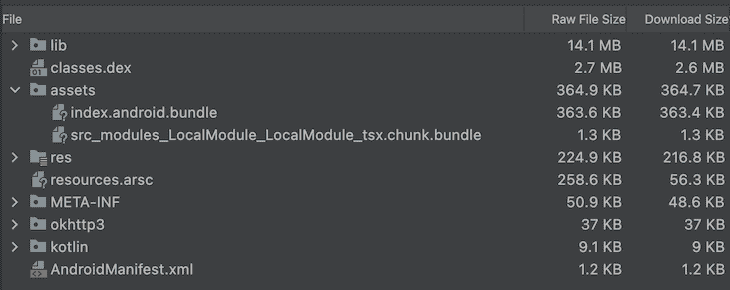 File Raw File Size Download Size
lib 14.1 MB 14.1 MB
classes.dex 2.7 MB 2.6 MB
assets 364.9 KB 364.7 KB
index.android.bundle 363.6 KB 363.4 KB
src_modules_LocalModule_LocalModule_tsx.chunk.bundle 1.3 KB 1.3 KB
res 224.9 KB 216.8 KB
resources.arsc 258.6 KB 56.3 KB
META-INF 50.9 KB 48.6 KB
okhttp3 37 KB 37 KB
kotlin 9.1 KB 9 KB
AndroidManifest.xml 1.2 KB 1.2 KB